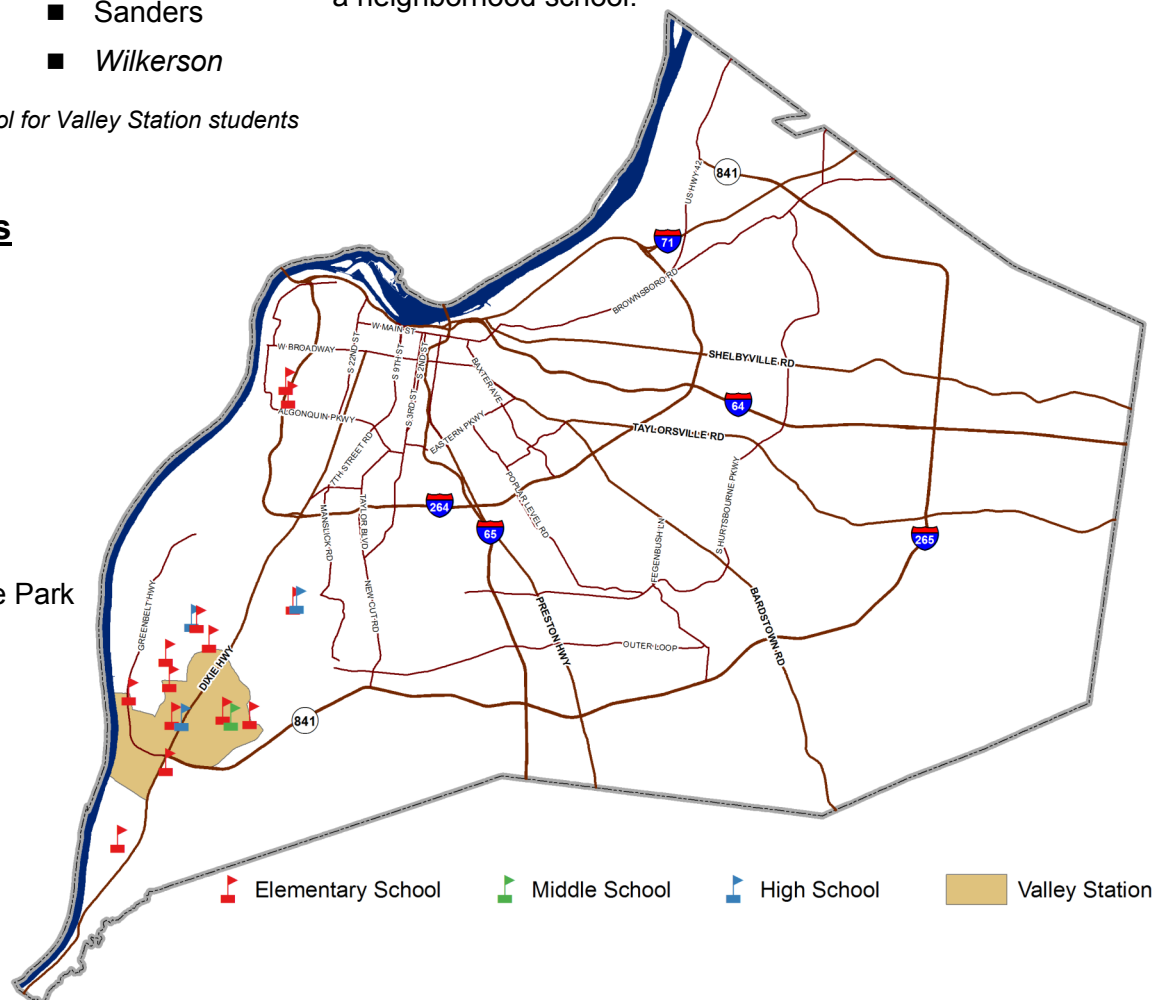 a neighborhood school.
■ Sanders
■ Wilkerson
ol for Valley Station students
s
e Park
US HWY 42
841
71
BROWNSBORO RD
W MAIN ST
W BROADWAY
S 22ND ST
S 9TH ST
S 2ND ST
S 3RD ST
BAXTER AVE
SHELBYVILLE RD
64
ALGONQUIN PKWY
EASTERN PKWY
TAYLORSVILLE RD
7TH STREET RD
POPLAR LEVEL RD
S HURTSBOURNE PKWY
264
65
265
MANSLICK RD
TAYLOR BLVD
FEGENBUSH LN
GREENBELT HWY
NEW CUT RD
PRESTON HWY
BARDSTOWN RD
OUTER LOOP
DIXIE HWY
841
Elementary School
Middle School
High School
Valley Station